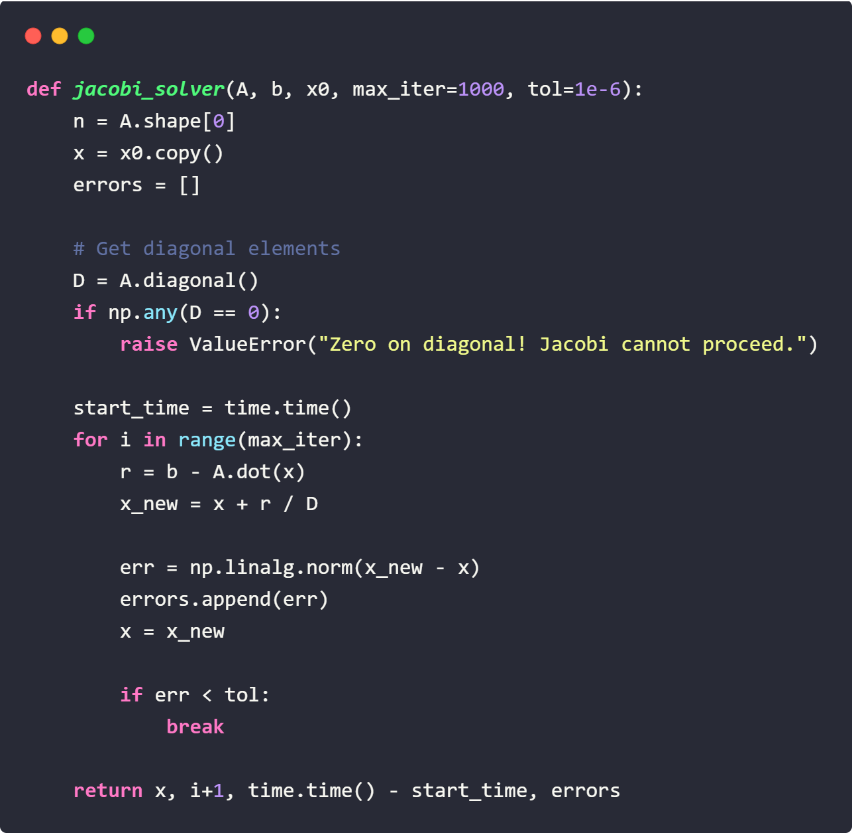 def jacobi_solver(A, b, x0, max_iter=1000, tol=1e-6):
    n = A.shape[0]
    x = x0.copy()
    errors = []

    # Get diagonal elements
    D = A.diagonal()
    if np.any(D == 0):
        raise ValueError("Zero on diagonal! Jacobi cannot proceed.")

    start_time = time.time()
    for i in range(max_iter):
        r = b - A.dot(x)
        x_new = x + r / D

        err = np.linalg.norm(x_new - x)
        errors.append(err)
        x = x_new

        if err < tol:
            break

    return x, i+1, time.time() - start_time, errors